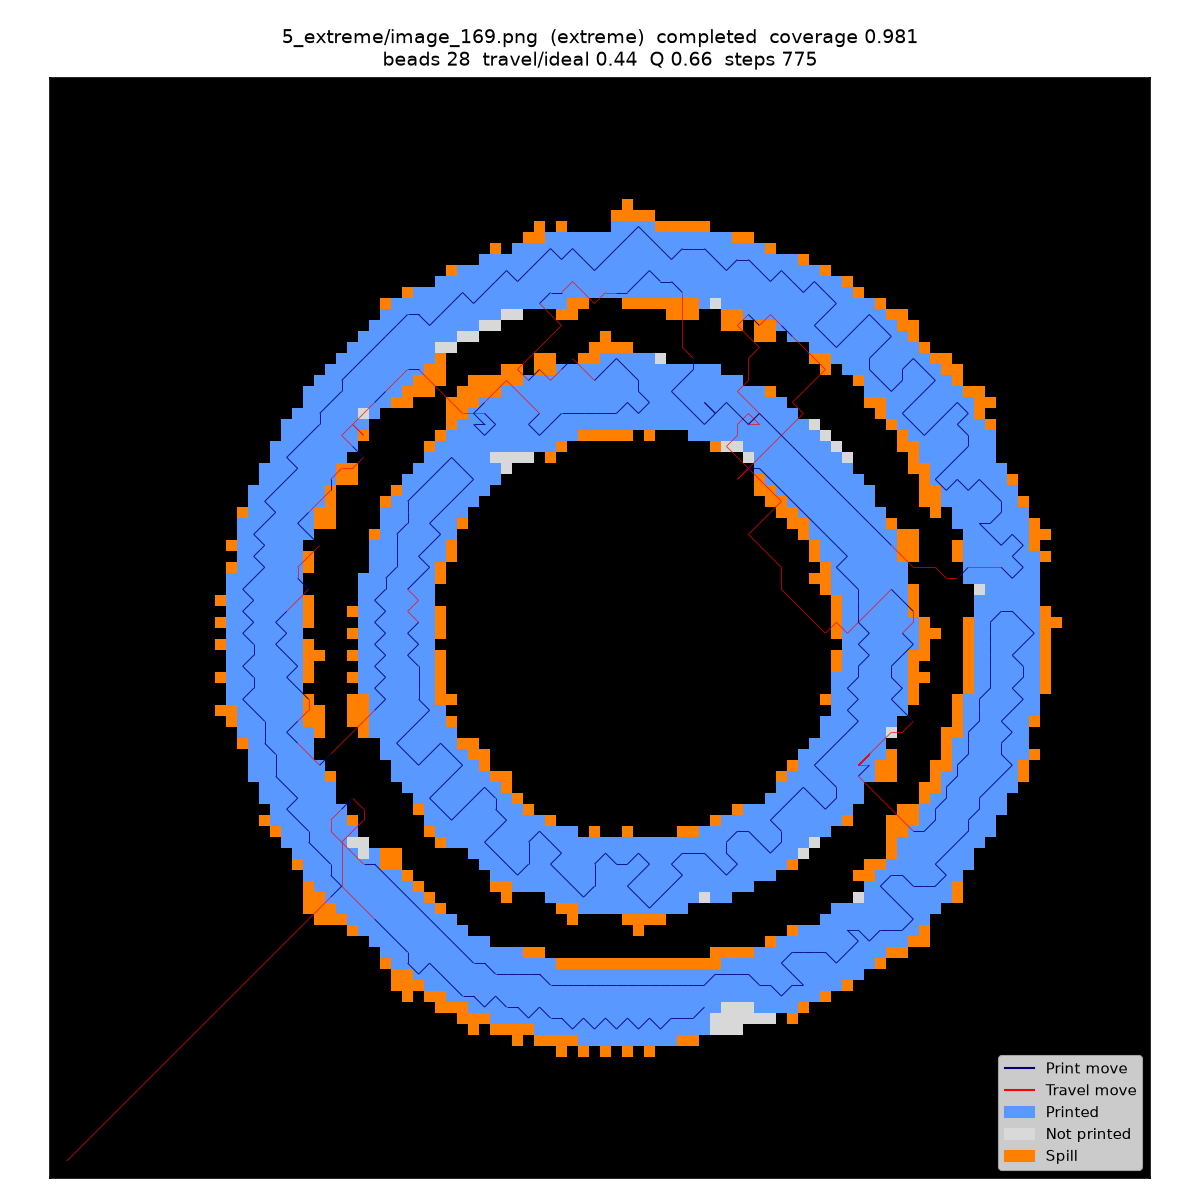 5_extreme/image_169.png  (extreme)  completed  coverage 0.981
beads 28  travel/ideal 0.44  Q 0.66  steps 775
Print move
Travel move
Printed
Not printed
Spill